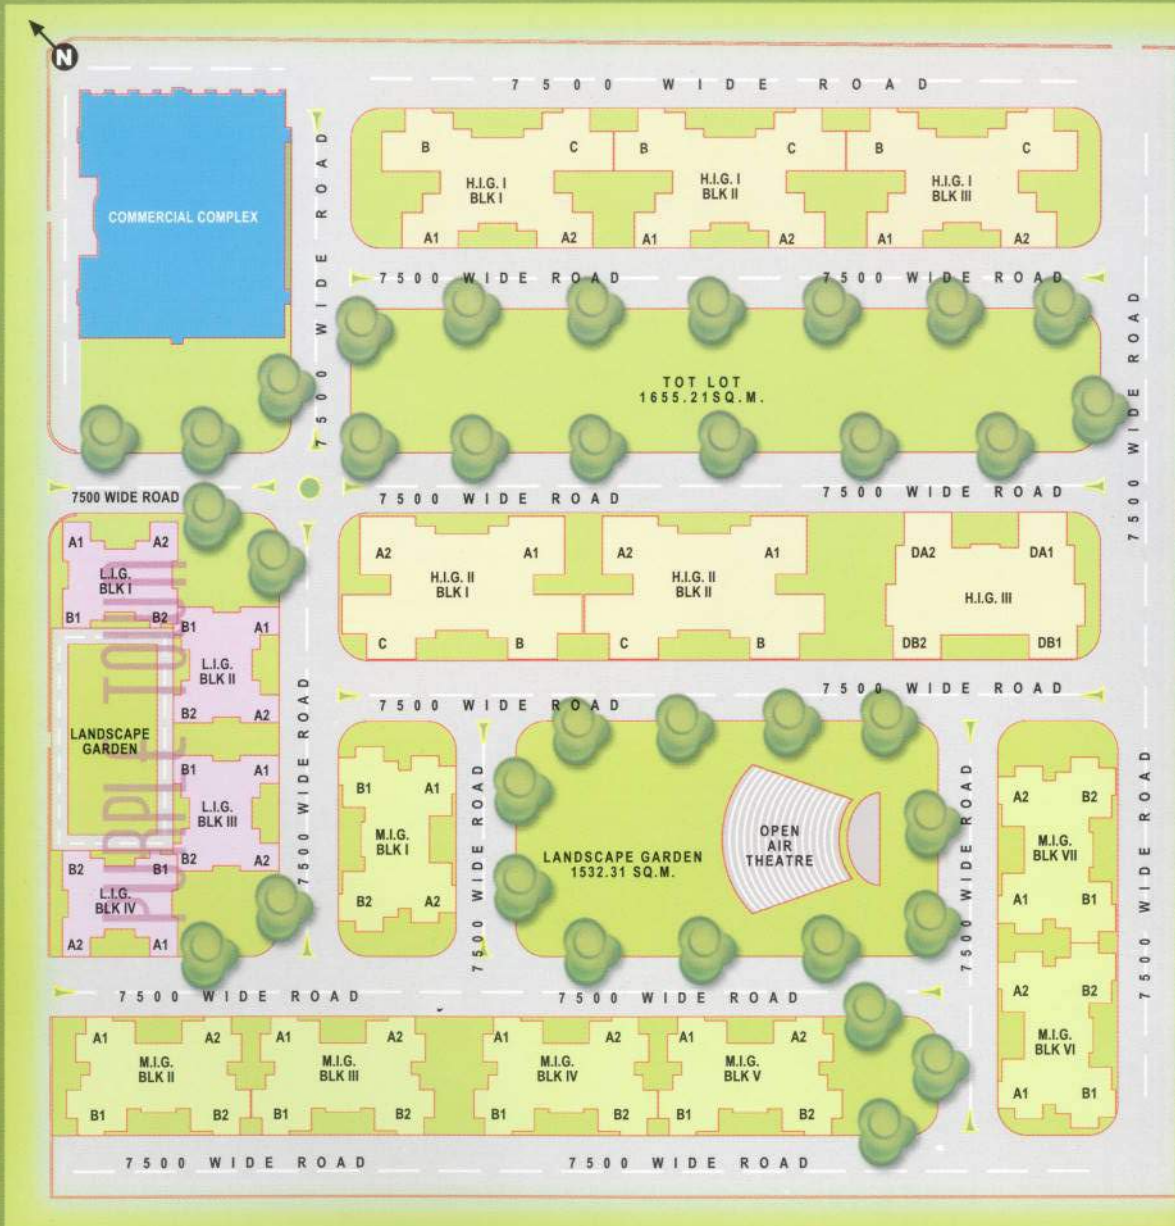 N
7500 WIDE ROAD
7500 WIDE ROAD
COMMERCIAL COMPLEX
B C
H.I.G. I
BLK I
A1 A2
B C
H.I.G. I
BLK II
A1 A2
B C
H.I.G. I
BLK III
A1 A2
7500 WIDE ROAD
7500 WIDE ROAD
7500 WIDE ROAD
7500 WIDE ROAD
TOT LOT
1655.21SQ.M.
7500 WIDE ROAD
7500 WIDE ROAD
7500 WIDE ROAD
A1 A2
L.I.G.
BLK I
B1 B2
B1 A1
L.I.G.
BLK II
B2 A2
LANDSCAPE
GARDEN
B1 A1
L.I.G.
BLK III
B2 A2
B2 B1
L.I.G.
BLK IV
A2 A1
PURPLE TOWN
7500 WIDE ROAD
A2 A1
H.I.G. II
BLK I
C B
A2 A1
H.I.G. II
BLK II
C B
DA2 DA1
H.I.G. III
DB2 DB1
7500 WIDE ROAD
7500 WIDE ROAD
B1 A1
M.I.G.
BLK I
B2 A2
7500 WIDE ROAD
LANDSCAPE GARDEN
1532.31 SQ.M.
OPEN
AIR
THEATRE
7500 WIDE ROAD
A2 B2
M.I.G.
BLK VII
A1 B1
A2 B2
M.I.G.
BLK VI
A1 B1
7500 WIDE ROAD
7500 WIDE ROAD
7500 WIDE ROAD
A1 A2
M.I.G.
BLK II
B1 B2
A1 A2
M.I.G.
BLK III
B1 B2
A1 A2
M.I.G.
BLK IV
B1 B2
A1 A2
M.I.G.
BLK V
B1 B2
7500 WIDE ROAD
7500 WIDE ROAD